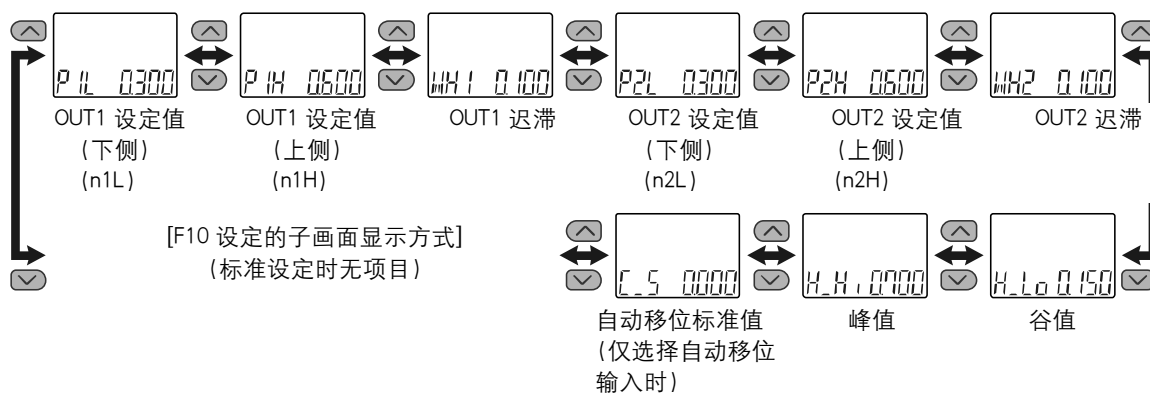 P1L 0.300
P1H 0.600
WH1 0.100
P2L 0.300
P2H 0.600
WH2 0.100
OUT1 设定值
(下侧)
(n1L)
OUT1 设定值
(上侧)
(n1H)
OUT1 迟滞
OUT2 设定值
(下侧)
(n2L)
OUT2 设定值
(上侧)
(n2H)
OUT2 迟滞
[F10 设定的子画面显示方式]
(标准设定时无项目)
C_S 0.000
H_Hi 0.700
H_Lo 0.150
自动移位标准值
(仅选择自动移位
输入时)
峰值
谷值